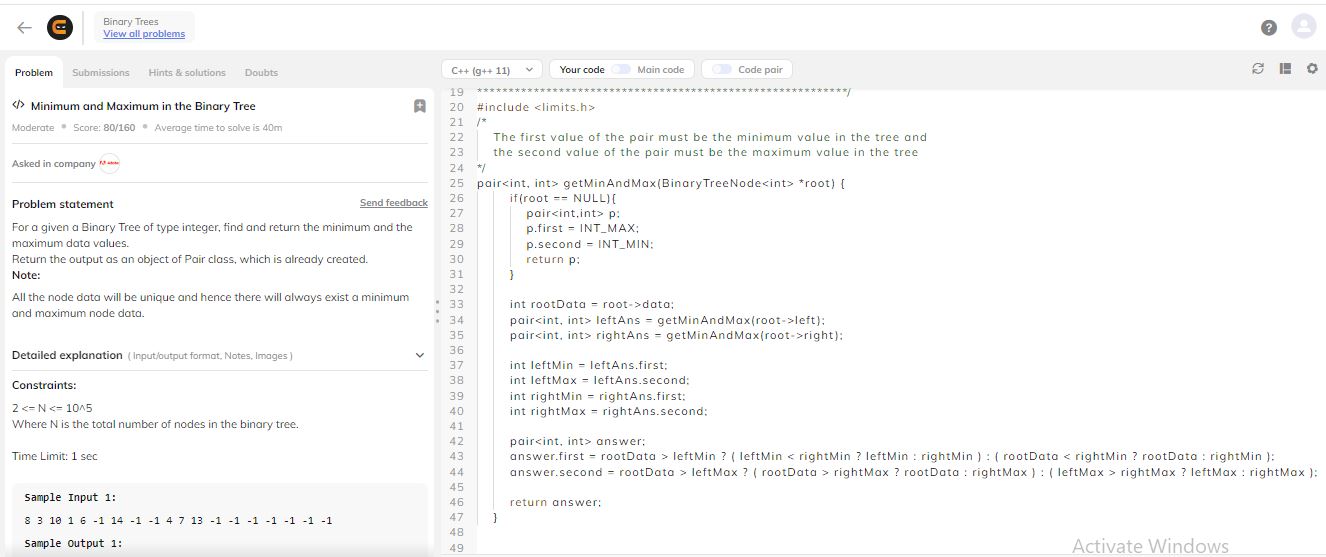 Binary Trees
View all problems
Problem
Submissions
Hints & solutions
Doubts
C++ (g++ 11)
Your code
Main code
Code pair
</> Minimum and Maximum in the Binary Tree
Moderate • Score: 80/160 • Average time to solve is 40m
Asked in company
Problem statement
Send feedback
For a given a Binary Tree of type integer, find and return the minimum and the
maximum data values.
Return the output as an object of Pair class, which is already created.
Note:
All the node data will be unique and hence there will always exist a minimum
and maximum node data.
Detailed explanation ( Input/output format, Notes, Images )
Constraints:
2 <= N <= 10^5
Where N is the total number of nodes in the binary tree.
Time Limit: 1 sec
Sample Input 1:
8 3 10 1 6 -1 14 -1 -1 4 7 13 -1 -1 -1 -1 -1 -1 -1
Sample Output 1:
19 ************************************************************/
20 #include <limits.h>
21 /*
22 The first value of the pair must be the minimum value in the tree and
23 the second value of the pair must be the maximum value in the tree
24 */
25 pair<int, int> getMinAndMax(BinaryTreeNode<int> *root) {
26 if(root == NULL){
27 pair<int,int> p;
28 p.first = INT_MAX;
29 p.second = INT_MIN;
30 return p;
31 }
32
33 int rootData = root->data;
34 pair<int, int> leftAns = getMinAndMax(root->left);
35 pair<int, int> rightAns = getMinAndMax(root->right);
36
37 int leftMin = leftAns.first;
38 int leftMax = leftAns.second;
39 int rightMin = rightAns.first;
40 int rightMax = rightAns.second;
41
42 pair<int, int> answer;
43 answer.first = rootData > leftMin ? ( leftMin < rightMin ? leftMin : rightMin ) : ( rootData < rightMin ? rootData : rightMin );
44 answer.second = rootData > leftMax ? ( rootData > rightMax ? rootData : rightMax ) : ( leftMax > rightMax ? leftMax : rightMax );
45
46 return answer;
47 }
48
49
Activate Windows